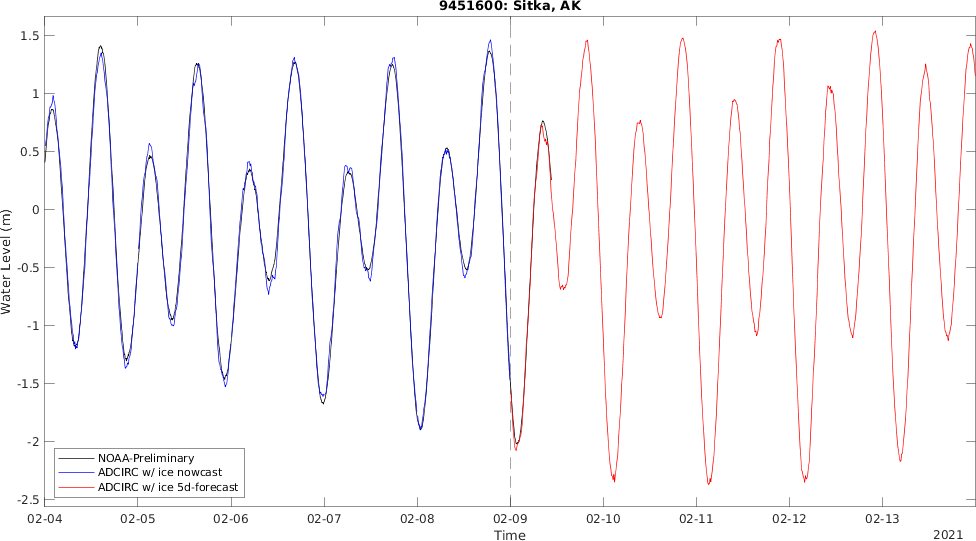 9451600: Sitka, AK
1.5
1
0.5
0
-0.5
-1
-1.5
-2
-2.5
Water Level (m)
NOAA-Preliminary
ADCIRC w/ ice nowcast
ADCIRC w/ ice 5d-forecast
02-04 02-05 02-06 02-07 02-08 02-09 02-10 02-11 02-12 02-13
Time
2021